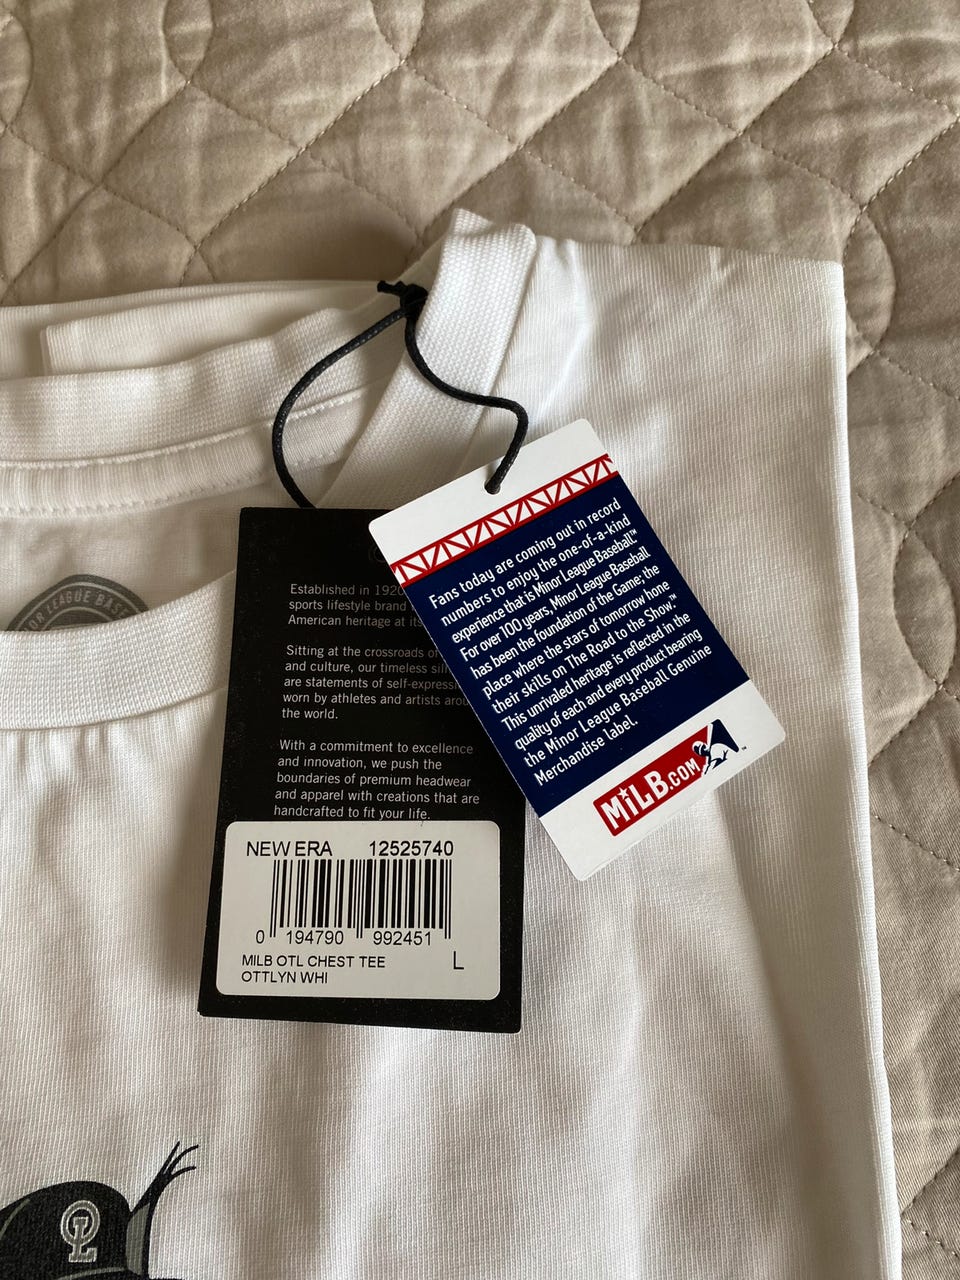 Established in 1920
sports lifestyle brand
American heritage at its
Sitting at the crossroads of
and culture, our timeless
are statements of
worn by athletes and artists
the world.
With a commitment to excellence
and innovation, we push the
boundaries of premium headwear
and apparel with creations that are
handcrafted to fit your life.
NEW ERA 12525740
0 194790 992451
MILB OTL CHEST TEE L
OTTLYN WHI
Fans today are coming out in record
numbers to enjoy the one-of-a-kind
experience that is Minor League Baseball™
For over 100 years, Minor League Baseball
has been the foundation of the Game; the
place where the stars of tomorrow hone
their skills on The Road to the Show.™
This unrivaled heritage is reflected in the
quality of each and every product bearing
the Minor League Baseball Genuine
Merchandise label.
MiLB.COM ™
LEAGUE
OL